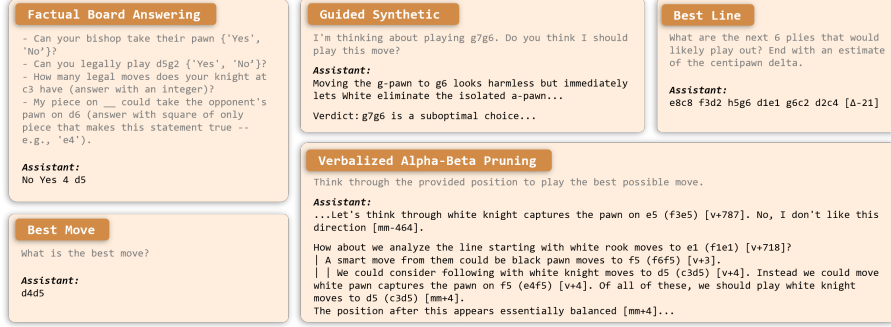 Factual Board Answering
- Can your bishop take their pawn {'Yes',
'No'}?
- Can you legally play d5g2 {'Yes', 'No'}?
- How many legal moves does your knight at
c3 have (answer with an integer)?
- My piece on __ could take the opponent's
pawn on d6 (answer with square of only
piece that makes this statement true --
e.g., 'e4').
Assistant:
No Yes 4 d5
Best Move
What is the best move?
Assistant:
d4d5
Guided Synthetic
I'm thinking about playing g7g6. Do you think I should
play this move?
Assistant:
Moving the g-pawn to g6 looks harmless but immediately
lets White eliminate the isolated a-pawn...
Verdict: g7g6 is a suboptimal choice...
Best Line
What are the next 6 plies that would
likely play out? End with an estimate
of the centipawn delta.
Assistant:
e8c8 f3d2 h5g6 d1e1 g6c2 d2c4 [Δ-21]
Verbalized Alpha-Beta Pruning
Think through the provided position to play the best possible move.
Assistant:
...Let's think through white knight captures the pawn on e5 (f3e5) [v+787]. No, I don't like this
direction [mm-464].
How about we analyze the line starting with white rook moves to e1 (f1e1) [v+718]?
| A smart move from them could be black pawn moves to f5 (f6f5) [v+3].
| | We could consider following with white knight moves to d5 (c3d5) [v+4]. Instead we could move
white pawn captures the pawn on f5 (e4f5) [v+4]. Of all of these, we should play white knight
moves to d5 (c3d5) [mm+4].
The position after this appears essentially balanced [mm+4]...